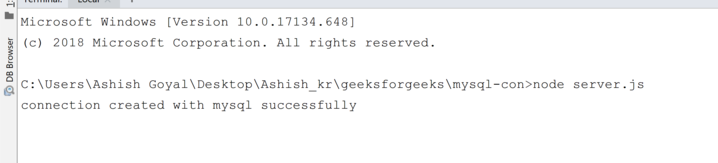 Terminal: Local
Microsoft Windows [Version 10.0.17134.648]
(c) 2018 Microsoft Corporation. All rights reserved.
C:\Users\Ashish Goyal\Desktop\Ashish_kr\geeksforgeeks\mysql-con>node server.js
connection created with mysql successfully
DB Browser